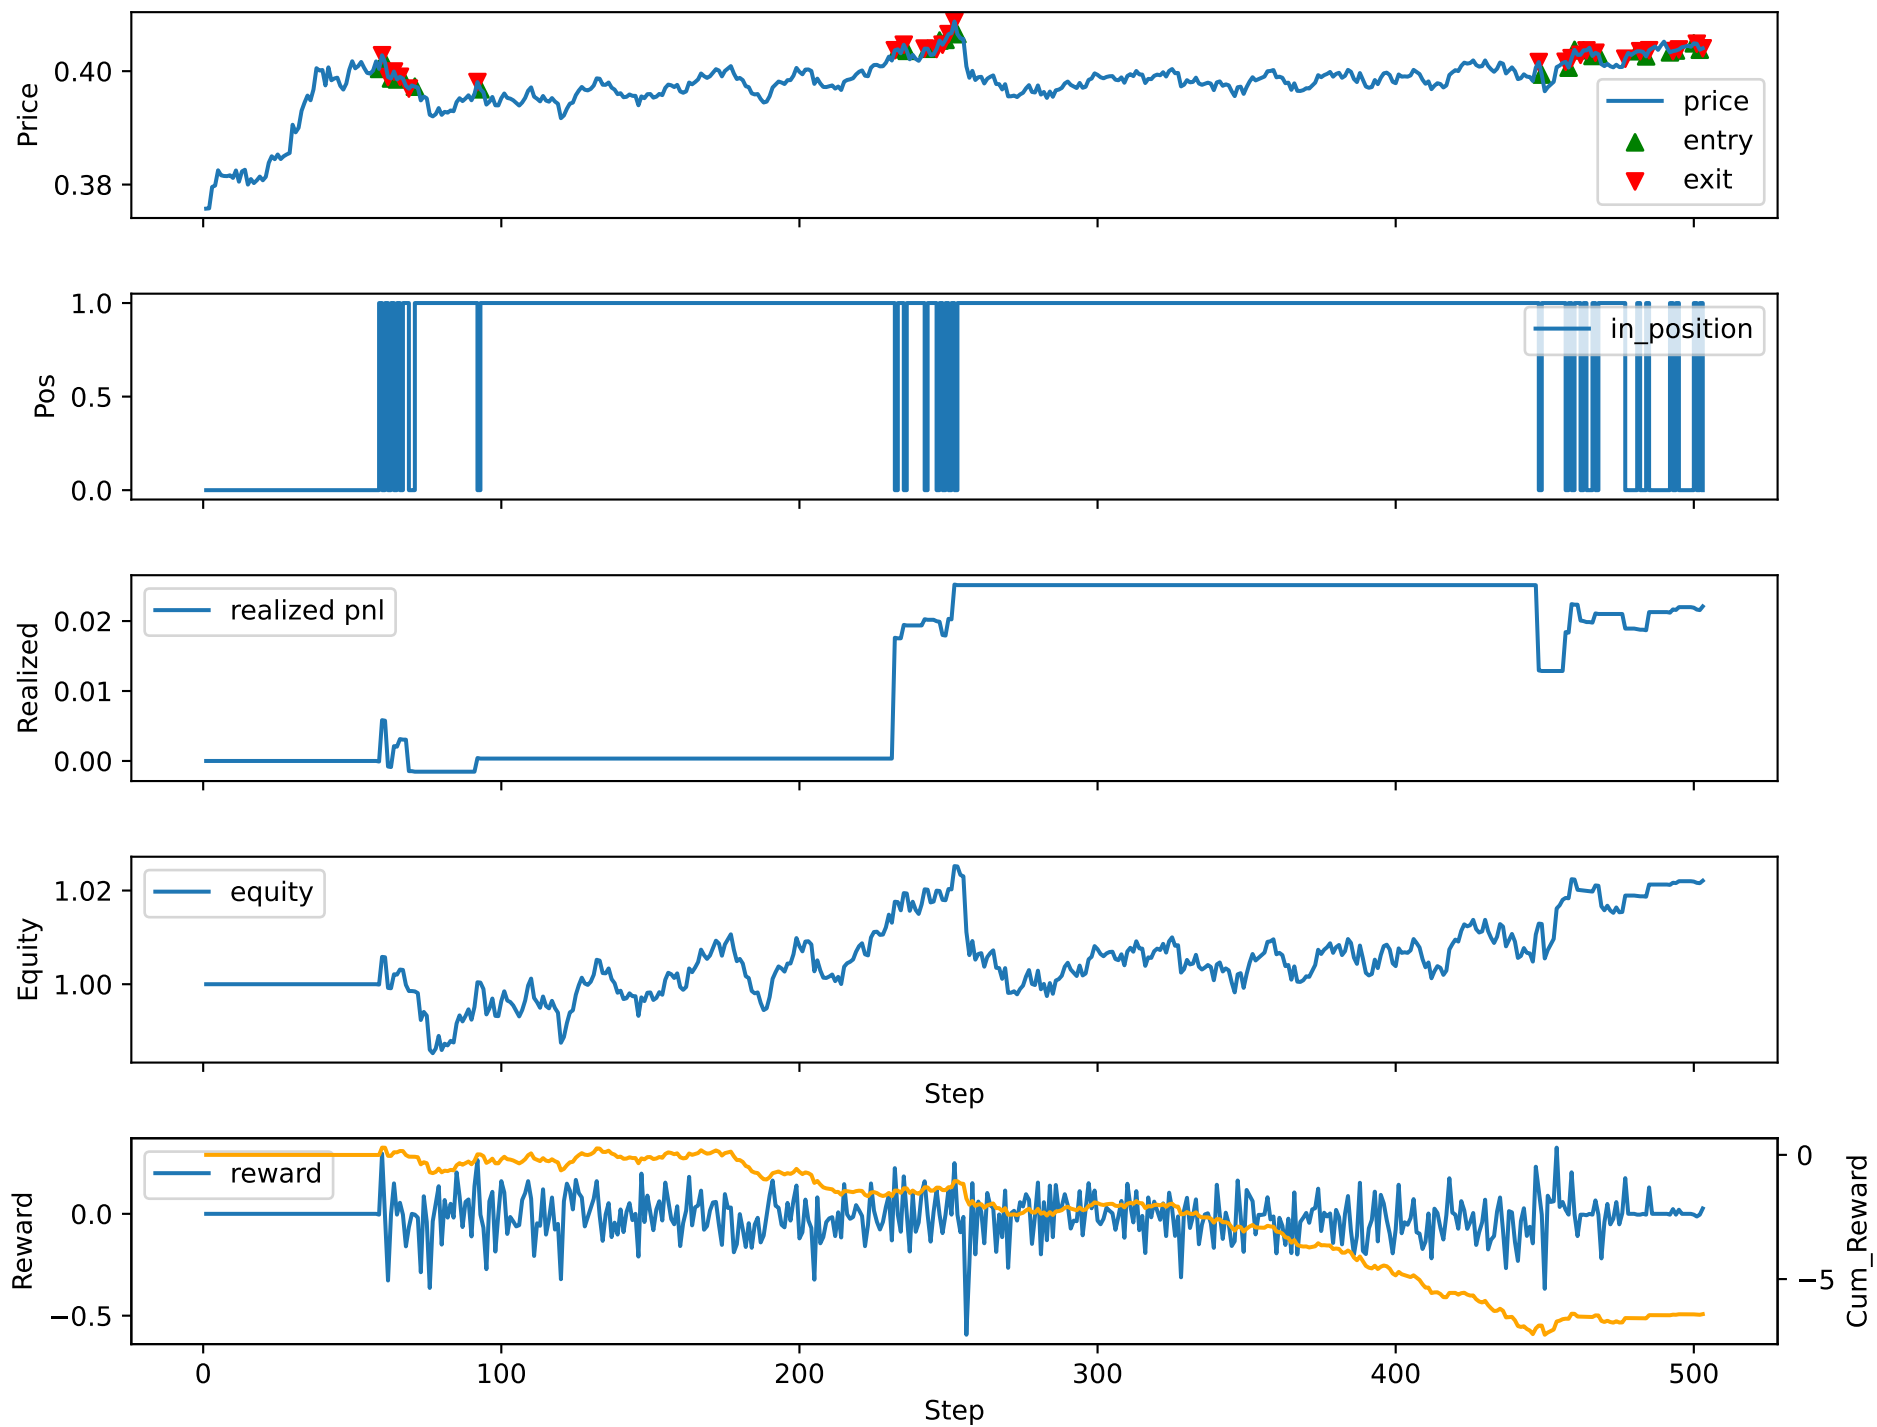 Price
0.40
0.38
price
entry
exit
Pos
1.0
0.5
0.0
in_position
Realized
0.02
0.01
0.00
realized pnl
Equity
1.02
1.00
equity
Step
Reward
0.0
−0.5
reward
0
−5
Cum_Reward
0
100
200
300
400
500
Step